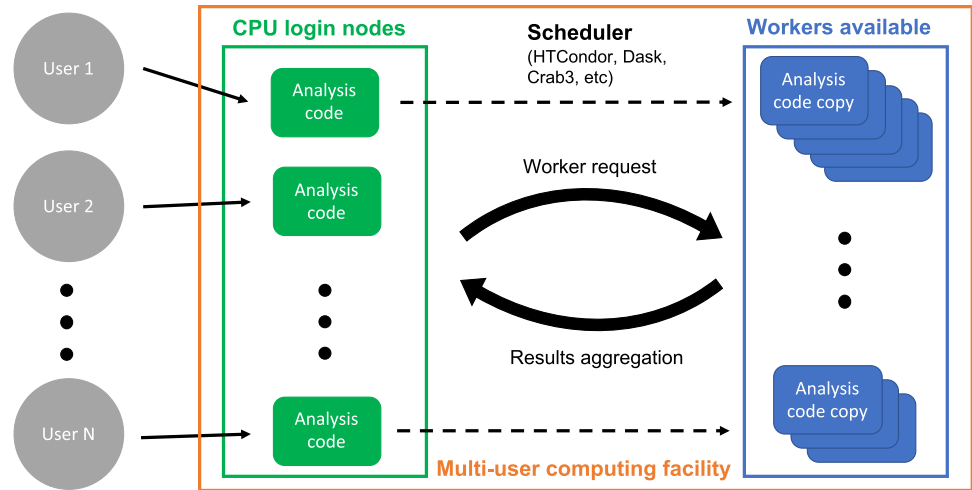 CPU login nodes
Scheduler
(HTCondor, Dask,
Crab3, etc)
Workers available
User 1
Analysis
code
Analysis
code copy
User 2
Analysis
code
Worker request
Results aggregation
User N
Analysis
code
Analysis
code copy
Multi-user computing facility